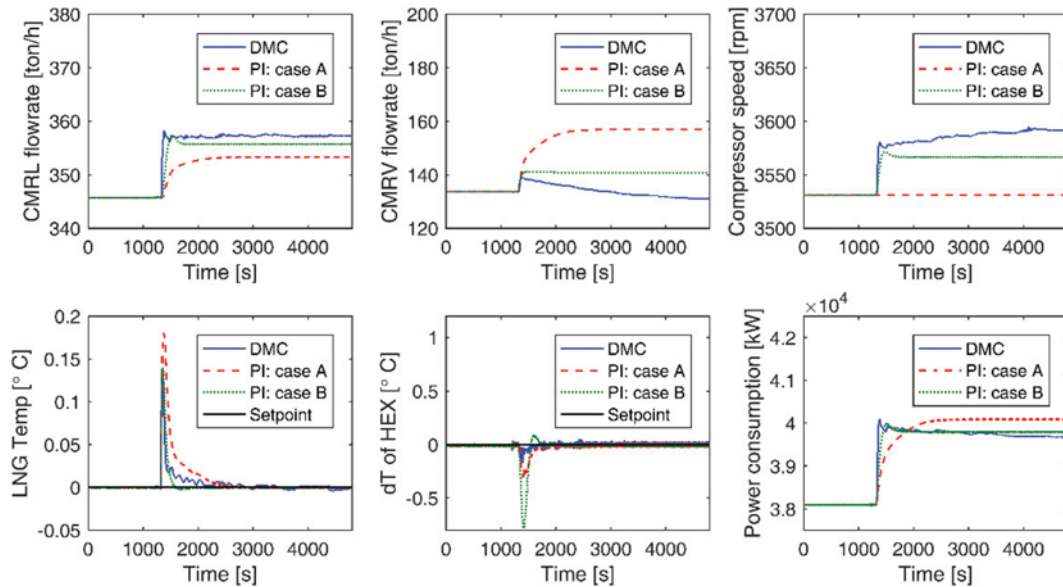 CMRL flowrate [ton/h]
380
370
360
350
340
0 1000 2000 3000 4000
Time [s]
DMC
PI: case A
PI: case B
CMRV flowrate [ton/h]
200
180
160
140
120
0 1000 2000 3000 4000
Time [s]
DMC
PI: case A
PI: case B
Compressor speed [rpm]
3700
3650
3600
3550
3500
0 1000 2000 3000 4000
Time [s]
DMC
PI: case A
PI: case B
LNG Temp [° C]
0.2
0.15
0.1
0.05
0
-0.05
0 1000 2000 3000 4000
Time [s]
DMC
PI: case A
PI: case B
Setpoint
dT of HEX [° C]
1
0.5
0
-0.5
0 1000 2000 3000 4000
Time [s]
DMC
PI: case A
PI: case B
Setpoint
Power consumption [kW]
×10⁴
4.2
4.1
4
3.9
3.8
0 1000 2000 3000 4000
Time [s]
DMC
PI: case A
PI: case B